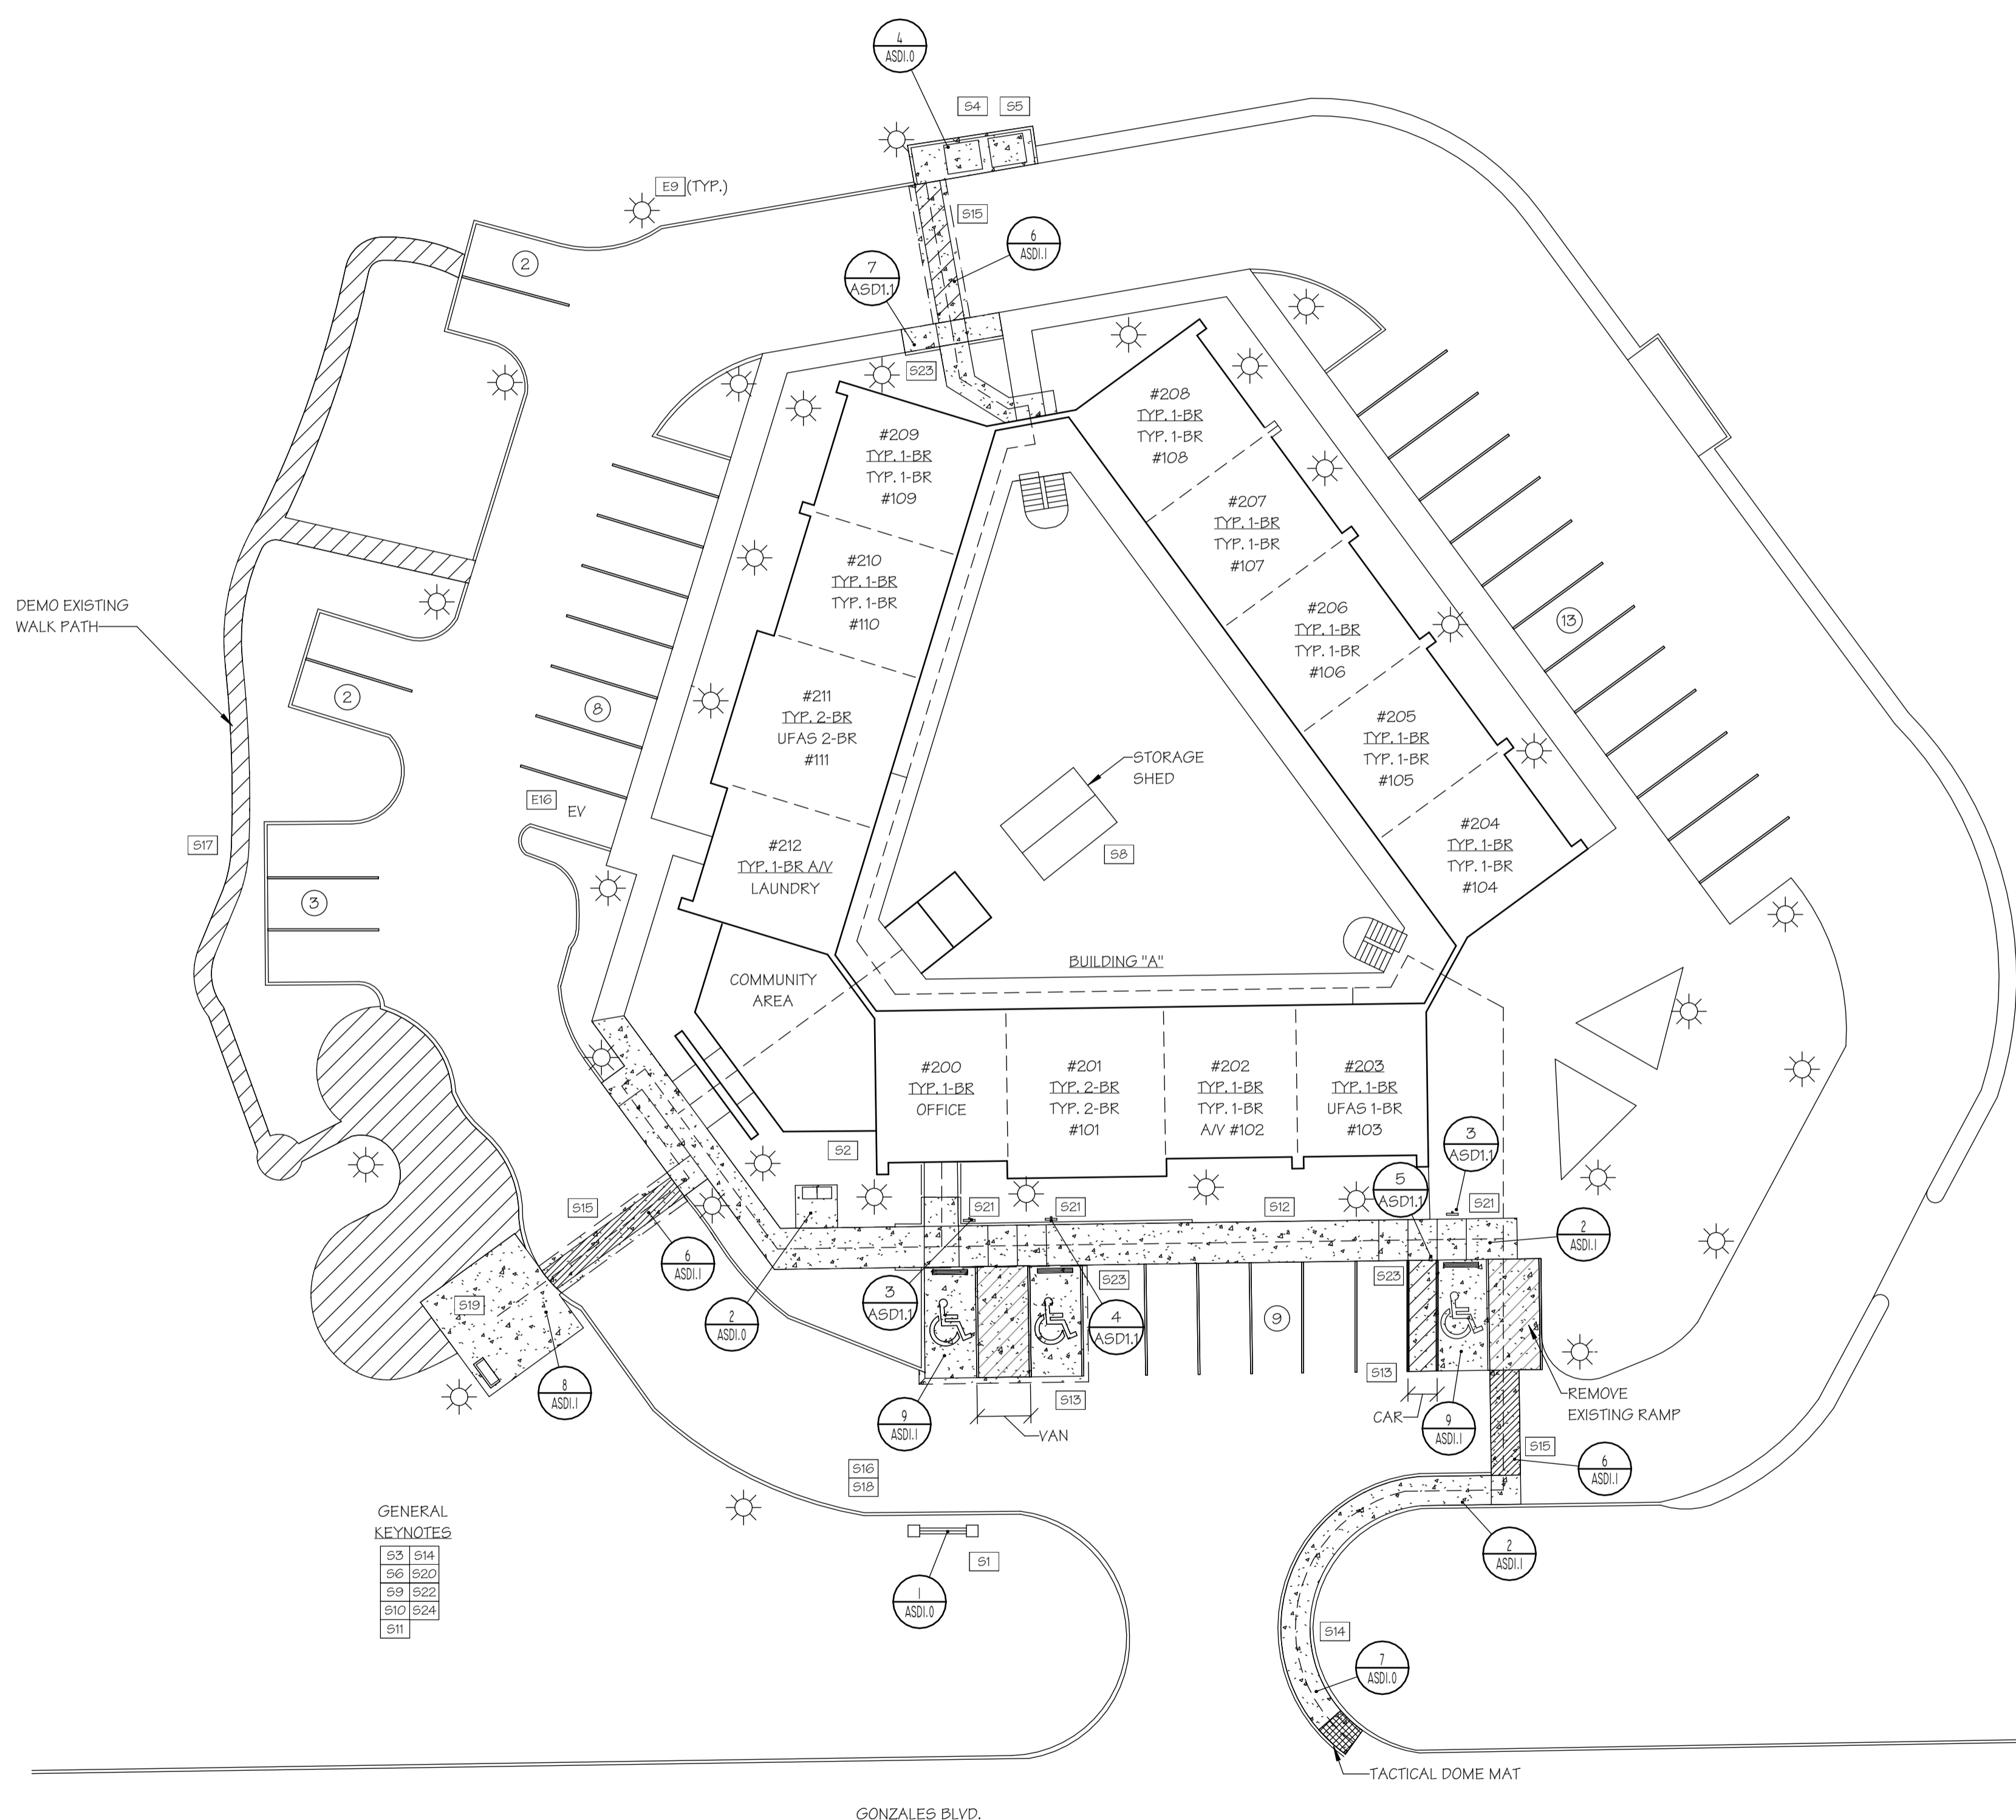 4
ASD1.0
S4 S5
E9 (TYP.)
S15
6
ASD1.1
7
ASD1.1
2
S23
#208
TYP. 1-BR
TYP. 1-BR
#108
#209
TYP. 1-BR
TYP. 1-BR
#109
#207
TYP. 1-BR
TYP. 1-BR
#107
#210
TYP. 1-BR
TYP. 1-BR
#110
#206
TYP. 1-BR
TYP. 1-BR
#106
13
DEMO EXISTING
WALK PATH
2
8
#211
TYP. 2-BR
UFAS 2-BR
#111
#205
TYP. 1-BR
TYP. 1-BR
#105
STORAGE
SHED
E16
EV
S17
S8
#212
TYP. 1-BR A/V
LAUNDRY
#204
TYP. 1-BR
TYP. 1-BR
#104
3
COMMUNITY
AREA
BUILDING "A"
#200
TYP. 1-BR
OFFICE
#201
TYP. 2-BR
TYP. 2-BR
#101
#202
TYP. 1-BR
TYP. 1-BR
A/V #102
#203
TYP. 1-BR
UFAS 1-BR
#103
S2
3
ASD1.1
5
ASD1.1
S15
S21
S21
S12
S21
2
ASD1.1
6
ASD1.1
S19
2
ASD1.0
3
ASD1.1
S23
4
ASD1.1
9
S23
8
ASD1.1
S13
S13
9
ASD1.1
VAN
CAR
9
ASD1.1
REMOVE
EXISTING RAMP
S15
6
ASD1.1
S16
S18
GENERAL
KEYNOTES
S3 S14
S6 S20
S9 S22
S10 S24
S11
S1
1
ASD1.0
2
ASD1.1
S14
7
ASD1.0
TACTICAL DOME MAT
GONZALES BLVD.